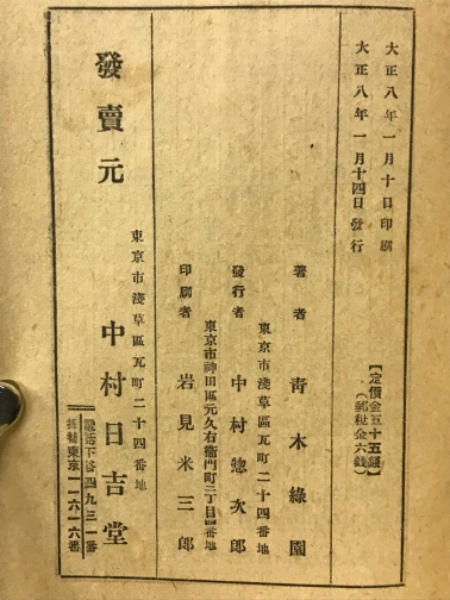 大正八年一月十日印刷
大正八年一月十四日發行
【定價金五十五錢】
(郵稅金六錢)
著者 靑木綠園
東京市淺草區瓦町二十四番地
發行者 中村惣次郎
東京市神田區元久右衞門町二丁目四番地
印刷者 岩見米三郎
東京市淺草區瓦町二十四番地
發賣元 中村日吉堂
電話下谷四九三一番
振替東京一一六一六番